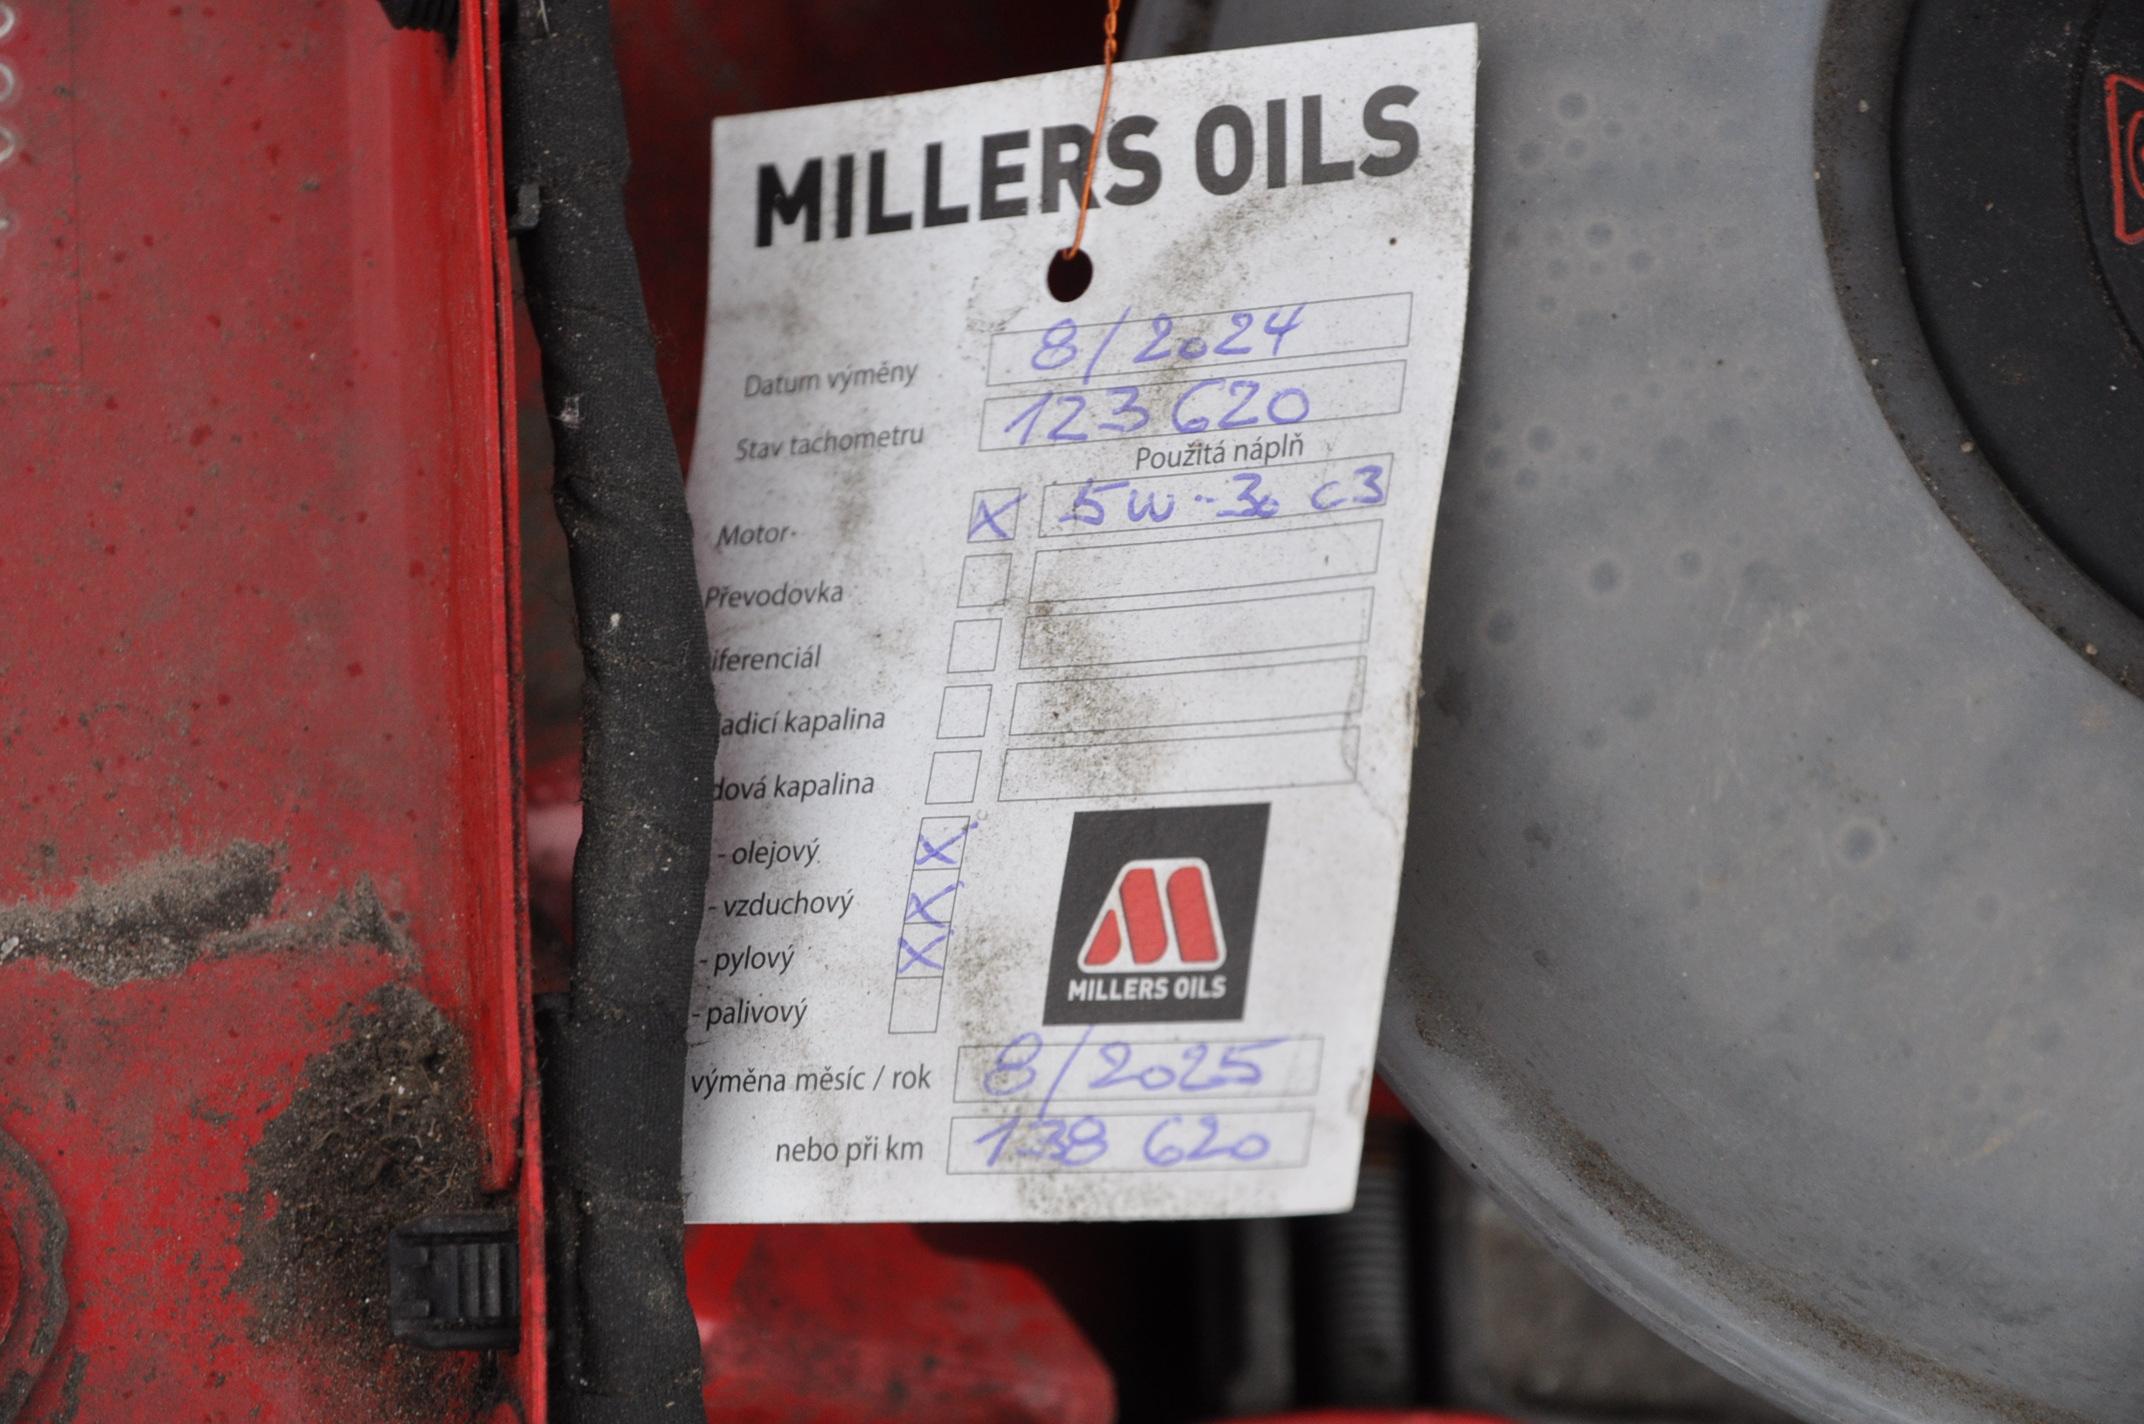 MILLERS OILS
Datum výměny 8/2024
Stav tachometru 123 620
Použitá náplň
Motor X 5W-30 C3
Převodovka
iferenciál
adicí kapalina
dová kapalina
- olejový X
- vzduchový X
- pylový X
- palivový
MILLERS OILS
výměna měsíc / rok 8/2025
nebo při km 138 620